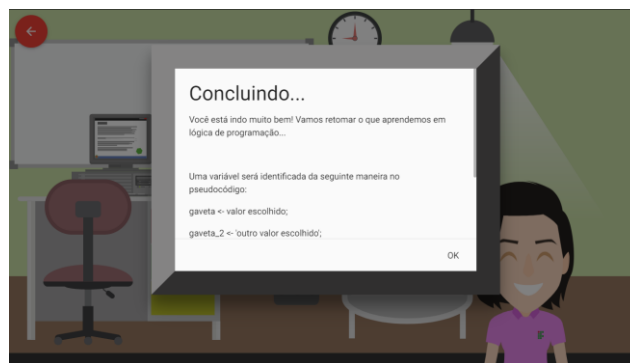 Concluindo...
Você está indo muito bem! Vamos retomar o que aprendemos em
lógica de programação...
Uma variável será identificada da seguinte maneira no
pseudocódigo:
gaveta <- valor escolhido;
gaveta_2 <- 'outro valor escolhido';
OK